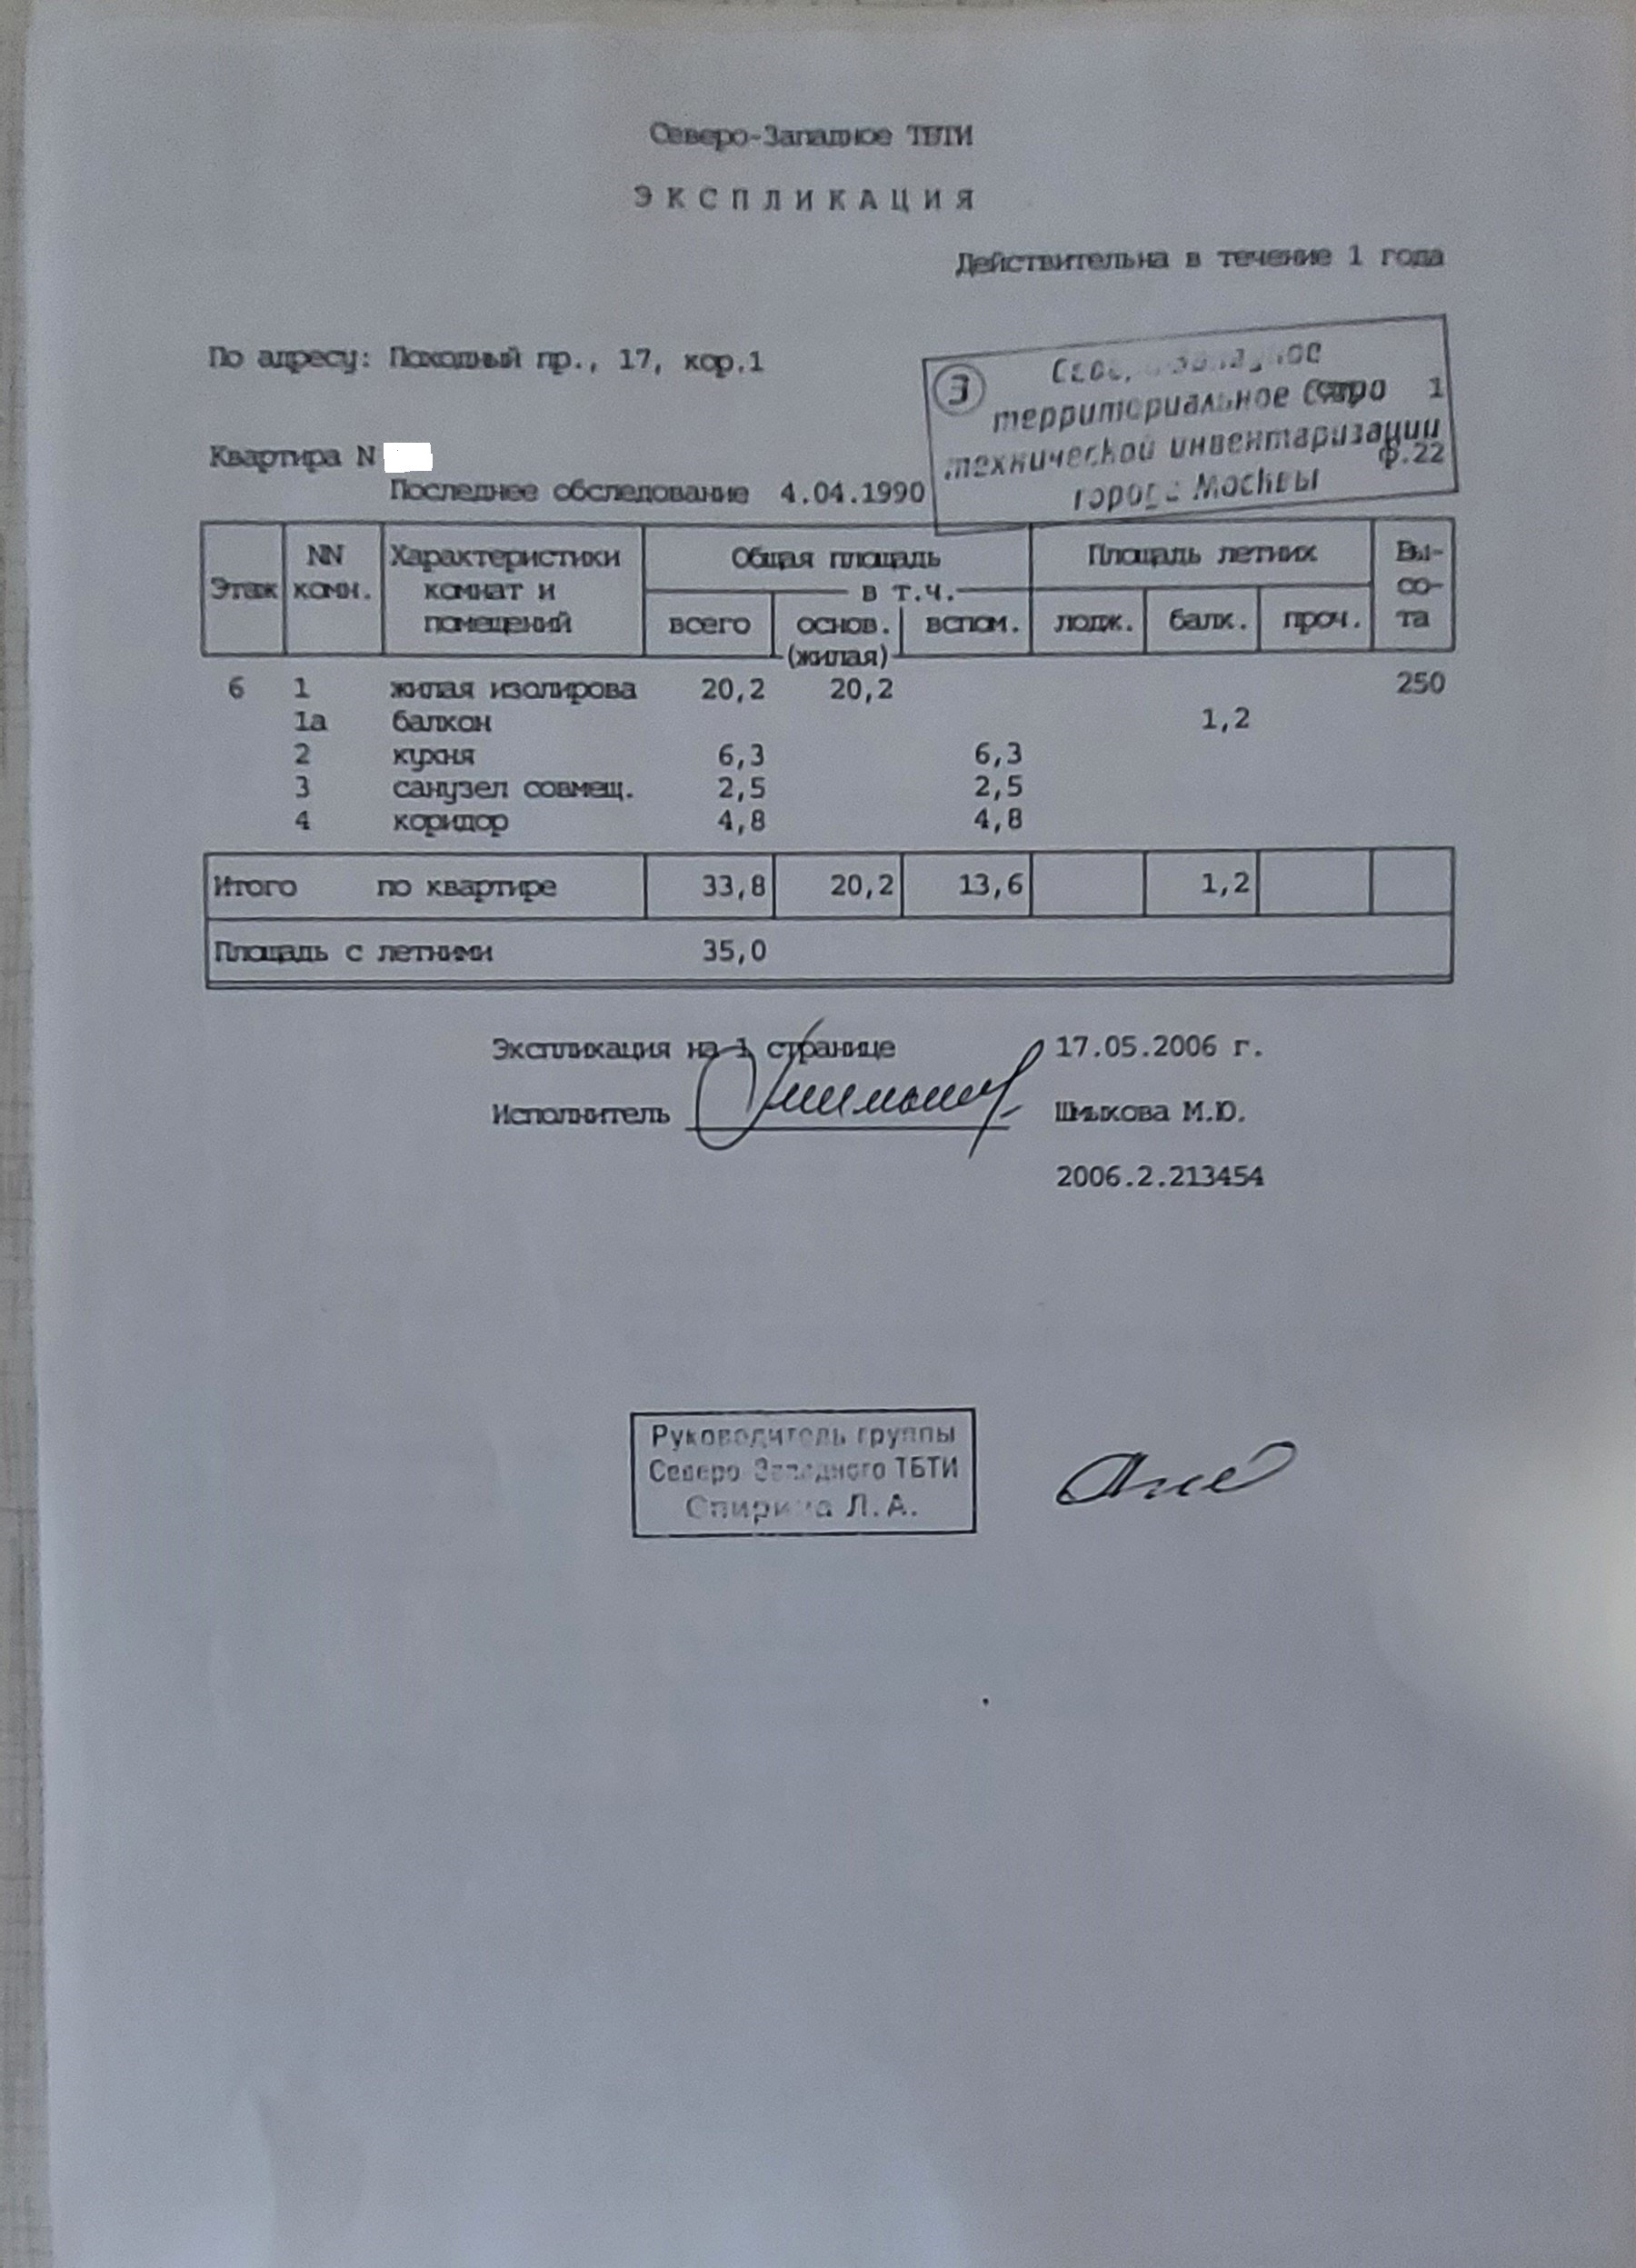 Северо-Западное ТБТИ
ЭКСПЛИКАЦИЯ
Действительна в течение 1 года
По адресу: Походный пр., 17, кор.1
3
территориальное бюро 1
технической инвентаризации
ф.22
города Москвы
Квартира N
Последнее обследование 4.04.1990
Этаж NN комн. Характеристики комнат и помещений Общая площадь Площадь летних Вы-со-та
в т.ч.
всего основ. (жилая) вспом. лодж. балк. проч.
6 1 жилая изолирова 20,2 20,2 250
1а балкон 1,2
2 кухня 6,3 6,3
3 санузел совмещ. 2,5 2,5
4 коридор 4,8 4,8
Итого по квартире 33,8 20,2 13,6 1,2
Площадь с летними 35,0
Экспликация на 1 странице 17.05.2006 г.
Исполнитель Шмыкова М.Ю.
2006.2.213454
Руководитель группы
Северо Западного ТБТИ
Спирина Л.А.